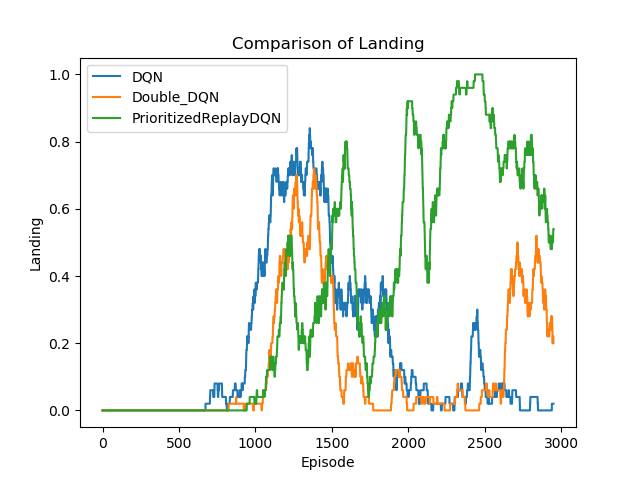 Comparison of Landing
DQN
Double_DQN
PrioritizedReplayDQN
Landing
1.0
0.8
0.6
0.4
0.2
0.0
0
500
1000
1500
2000
2500
3000
Episode